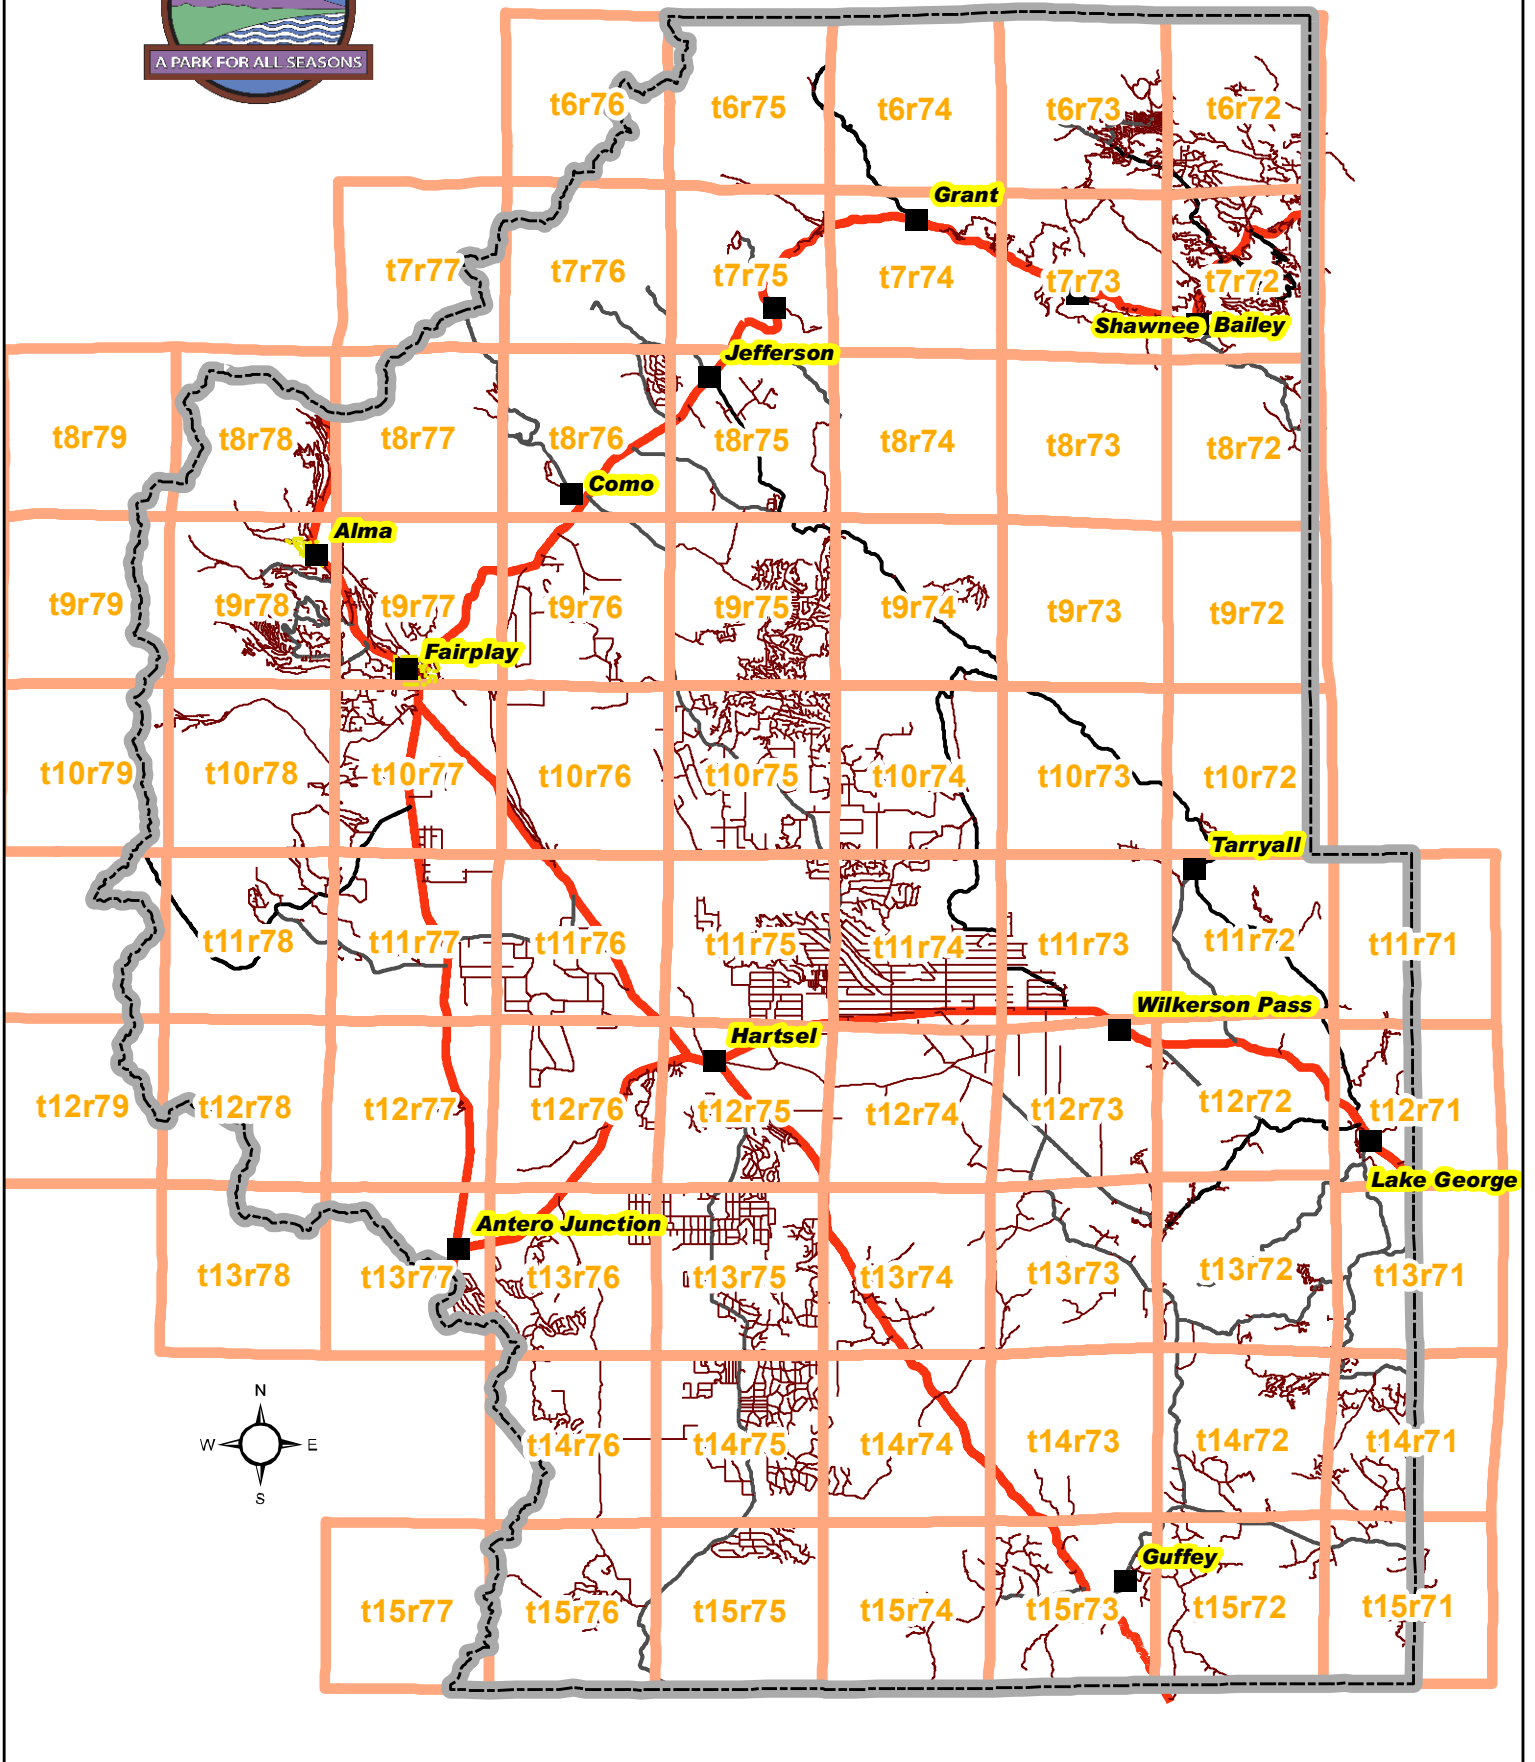 A PARK FOR ALL SEASONS
t6r76
t6r75
t6r74
t6r73
t6r72
Grant
t7r77
t7r76
t7r75
t7r74
t7r73
t7r72
Shawnee
Bailey
Jefferson
t8r79
t8r78
t8r77
t8r76
t8r75
t8r74
t8r73
t8r72
Como
Alma
t9r79
t9r78
t9r77
t9r76
t9r75
t9r74
t9r73
t9r72
Fairplay
t10r79
t10r78
t10r77
t10r76
t10r75
t10r74
t10r73
t10r72
Tarryall
t11r78
t11r77
t11r76
t11r75
t11r74
t11r73
t11r72
t11r71
Wilkerson Pass
Hartsel
t12r79
t12r78
t12r77
t12r76
t12r75
t12r74
t12r73
t12r72
t12r71
Lake George
Antero Junction
t13r78
t13r77
t13r76
t13r75
t13r74
t13r73
t13r72
t13r71
N
W
E
S
t14r76
t14r75
t14r74
t14r73
t14r72
t14r71
Guffey
t15r77
t15r76
t15r75
t15r74
t15r73
t15r72
t15r71